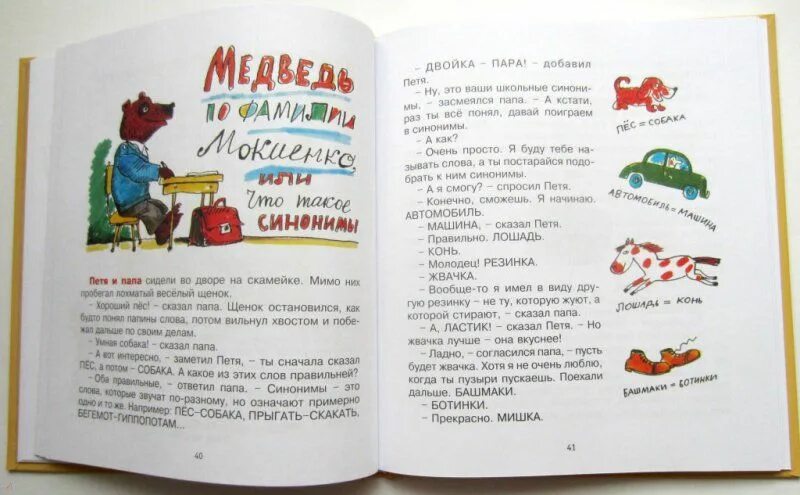 МЕДВЕДЬ
ПО ФАМИЛИИ
Мокиенко,
ИЛИ
Что такое
СИНОНИМЫ
Петя и папа сидели во дворе на скамейке. Мимо них
пробегал лохматый весёлый щенок.
– Хороший пёс! – сказал папа. Щенок остановился, как
будто понял папины слова, потом вильнул хвостом и побе-
жал дальше по своим делам.
– Умная собака! – сказал папа.
– А вот интересно, – заметил Петя, – ты сначала сказал
ПЁС, а потом – СОБАКА. А какое из этих слов правильней?
– Оба правильные, – ответил папа. – Синонимы – это
слова, которые звучат по-разному, но означают примерно
одно и то же. Например: ПЁС-СОБАКА, ПРЫГАТЬ-СКАКАТЬ,
БЕГЕМОТ-ГИППОПОТАМ...
40
– ДВОЙКА – ПАРА! – добавил
Петя.
– Ну, это ваши школьные синони-
мы, – засмеялся папа. – А кстати,
раз ты всё понял, давай поиграем
в синонимы.
– А как?
– Очень просто. Я буду тебе на-
зывать слова, а ты постарайся подо-
брать к ним синонимы.
– А я смогу? – спросил Петя.
– Конечно, сможешь. Я начинаю.
АВТОМОБИЛЬ.
– МАШИНА, – сказал Петя.
– Правильно. ЛОШАДЬ.
– КОНЬ.
– Молодец! РЕЗИНКА.
– ЖВАЧКА.
– Вообще-то я имел в виду дру-
гую резинку – не ту, которую жуют, а
которой стирают, – сказал папа.
– А, ЛАСТИК! – сказал Петя. – Но
жвачка лучше – она вкуснее!
– Ладно, – согласился папа, – пусть
будет жвачка. Хотя я не очень люблю,
когда ты пузыри пускаешь. Поехали
дальше. БАШМАКИ.
– БОТИНКИ.
– Прекрасно. МИШКА.
ПЁС = СОБАКА
АВТОМОБИЛЬ = МАШИНА
ЛОШАДЬ = КОНЬ
БАШМАКИ = БОТИНКИ
41